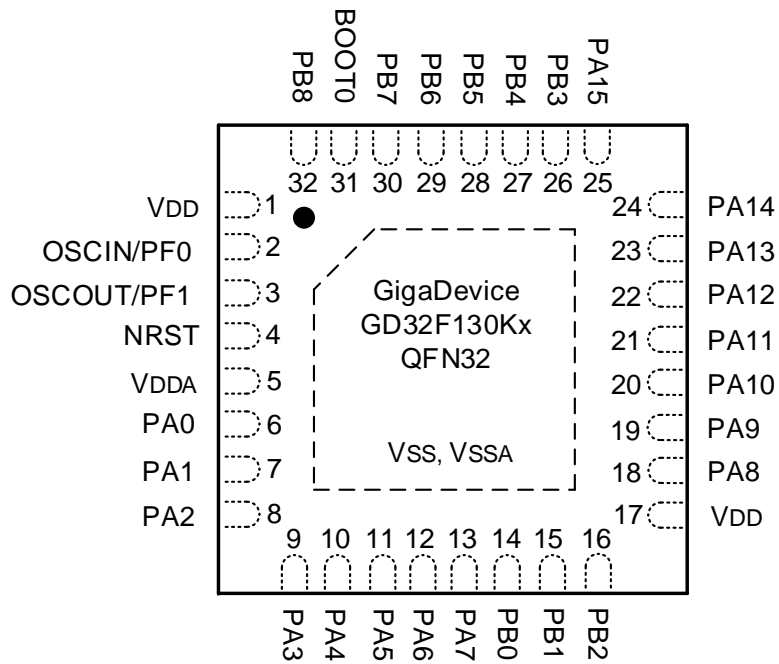 PB8
BOOT0
PB7
PB6
PB5
PB4
PB3
PA15
32
31
30
29
28
27
26
25
VDD
1
OSCIN/PF0
2
OSCOUT/PF1
3
NRST
4
VDDA
5
PA0
6
PA1
7
PA2
8
GigaDevice
GD32F130Kx
QFN32
VSS, VSSA
24
PA14
23
PA13
22
PA12
21
PA11
20
PA10
19
PA9
18
PA8
17
VDD
9
10
11
12
13
14
15
16
PA3
PA4
PA5
PA6
PA7
PB0
PB1
PB2